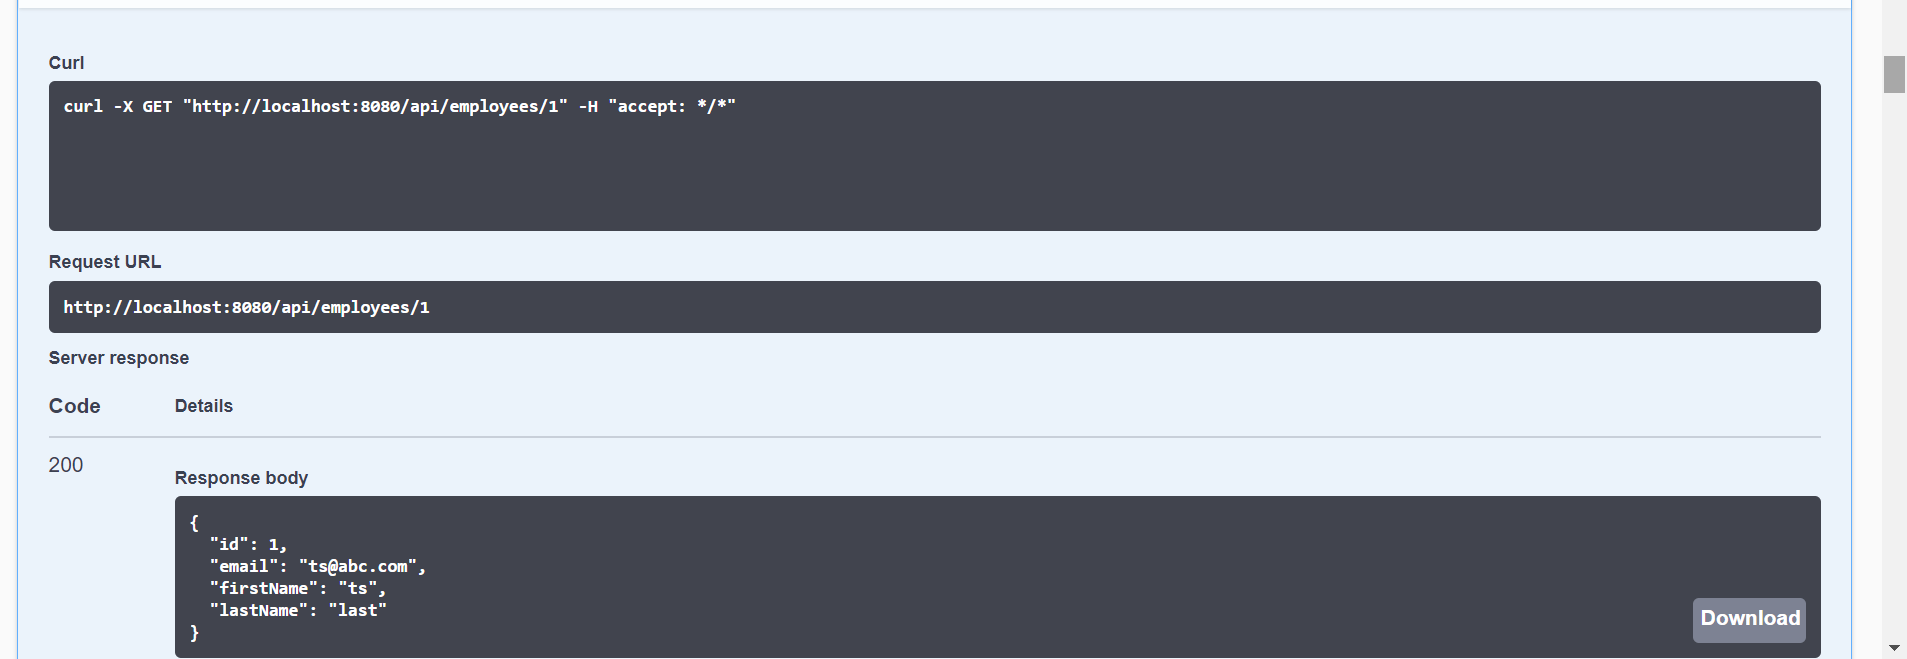 Curl
curl -X GET "http://localhost:8080/api/employees/1" -H "accept: */*"
Request URL
http://localhost:8080/api/employees/1
Server response
Code Details
200
Response body
{
  "id": 1,
  "email": "ts@abc.com",
  "firstName": "ts",
  "lastName": "last"
}
Download